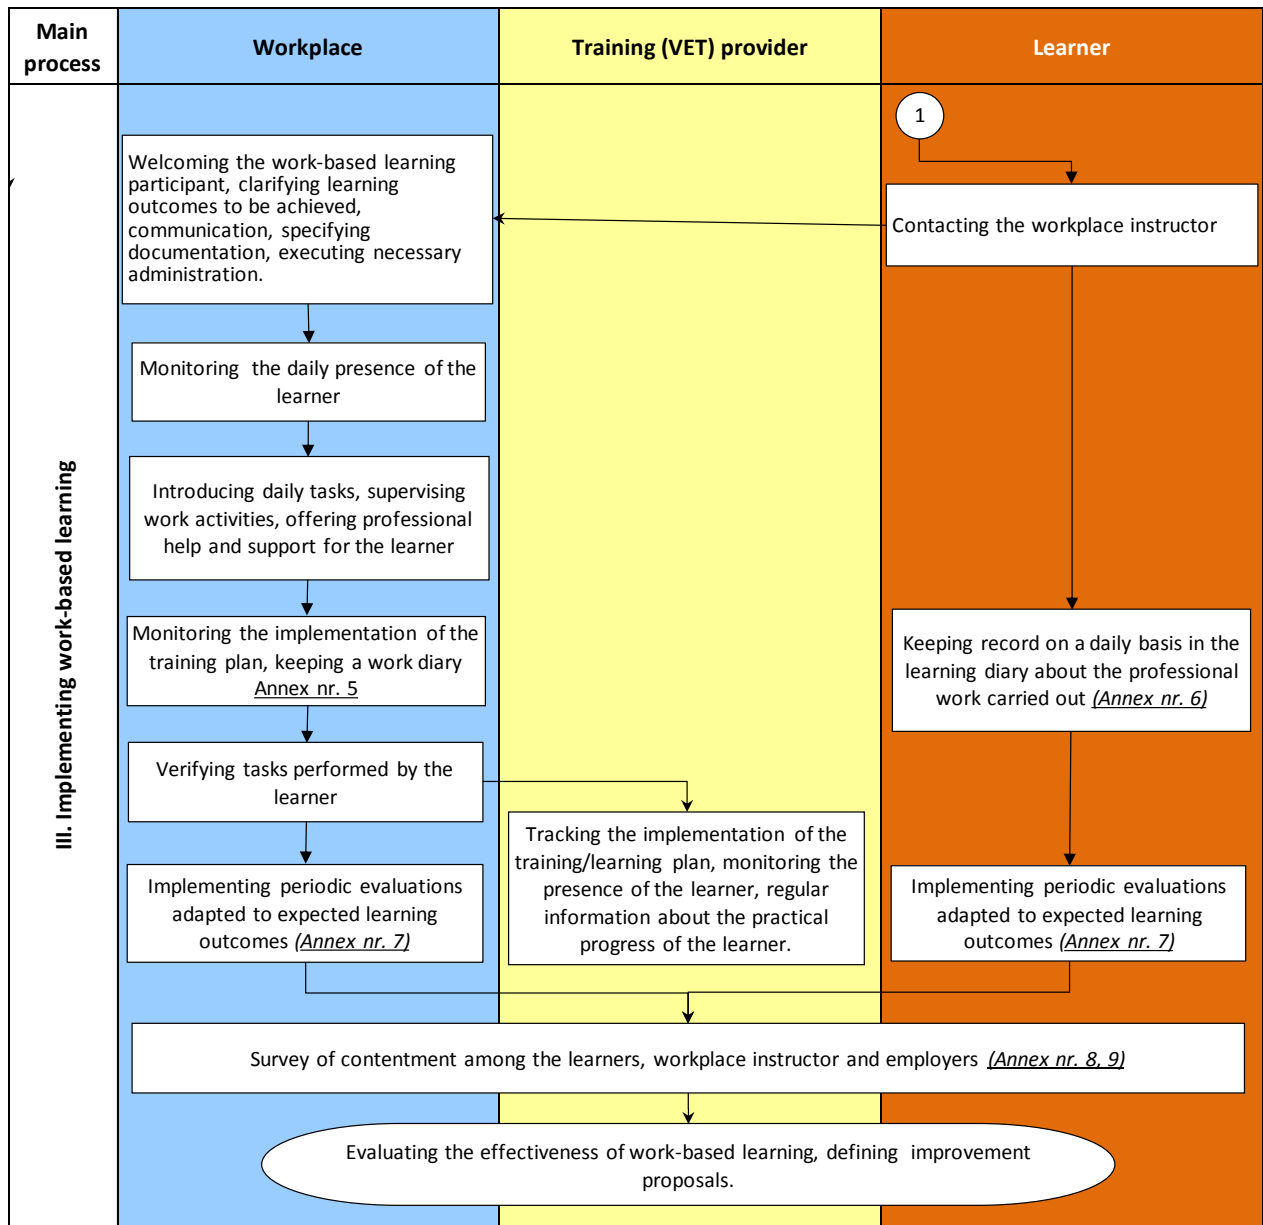 Main
process
Workplace
Training (VET) provider
Learner
III. Implementing work-based learning
1
Welcoming the work-based learning
participant, clarifying learning
outcomes to be achieved,
communication, specifying
documentation, executing necessary
administration.
Contacting the workplace instructor
Monitoring the daily presence of the
learner
Introducing daily tasks, supervising
work activities, offering professional
help and support for the learner
Monitoring the implementation of the
training plan, keeping a work diary
Annex nr. 5
Keeping record on a daily basis in the
learning diary about the professional
work carried out (Annex nr. 6)
Verifying tasks performed by the
learner
Tracking the implementation of the
training/learning plan, monitoring the
presence of the learner, regular
information about the practical
progress of the learner.
Implementing periodic evaluations
adapted to expected learning
outcomes (Annex nr. 7)
Implementing periodic evaluations
adapted to expected learning
outcomes (Annex nr. 7)
Survey of contentment among the learners, workplace instructor and employers (Annex nr. 8, 9)
Evaluating the effectiveness of work-based learning, defining improvement
proposals.